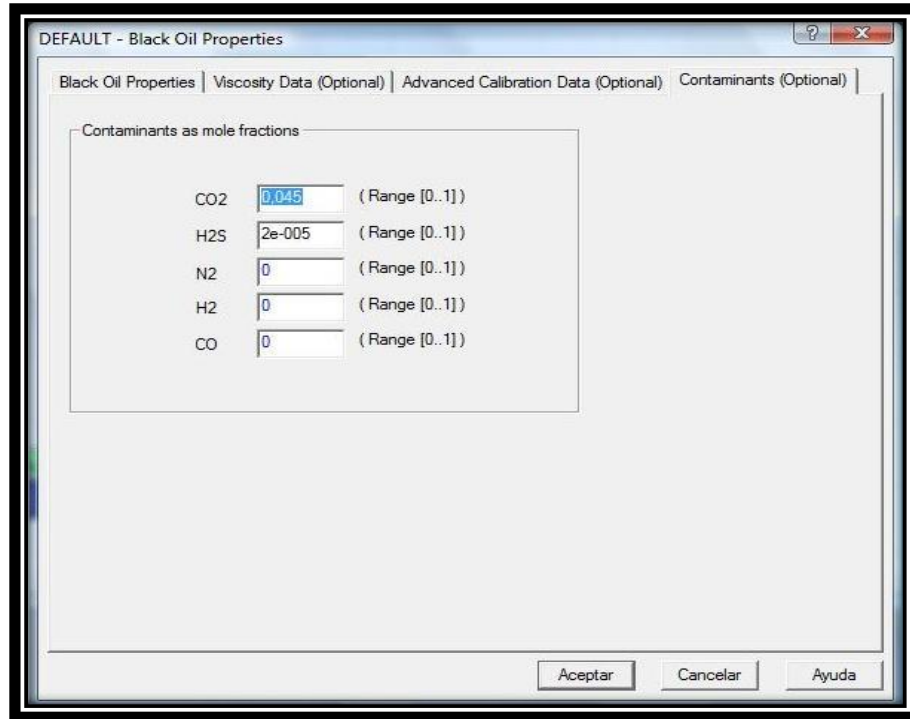 DEFAULT - Black Oil Properties
Black Oil Properties Viscosity Data (Optional) Advanced Calibration Data (Optional) Contaminants (Optional)
Contaminants as mole fractions
CO2 0,045 ( Range [0..1] )
H2S 2e-005 ( Range [0..1] )
N2 0 ( Range [0..1] )
H2 0 ( Range [0..1] )
CO 0 ( Range [0..1] )
Aceptar Cancelar Ayuda